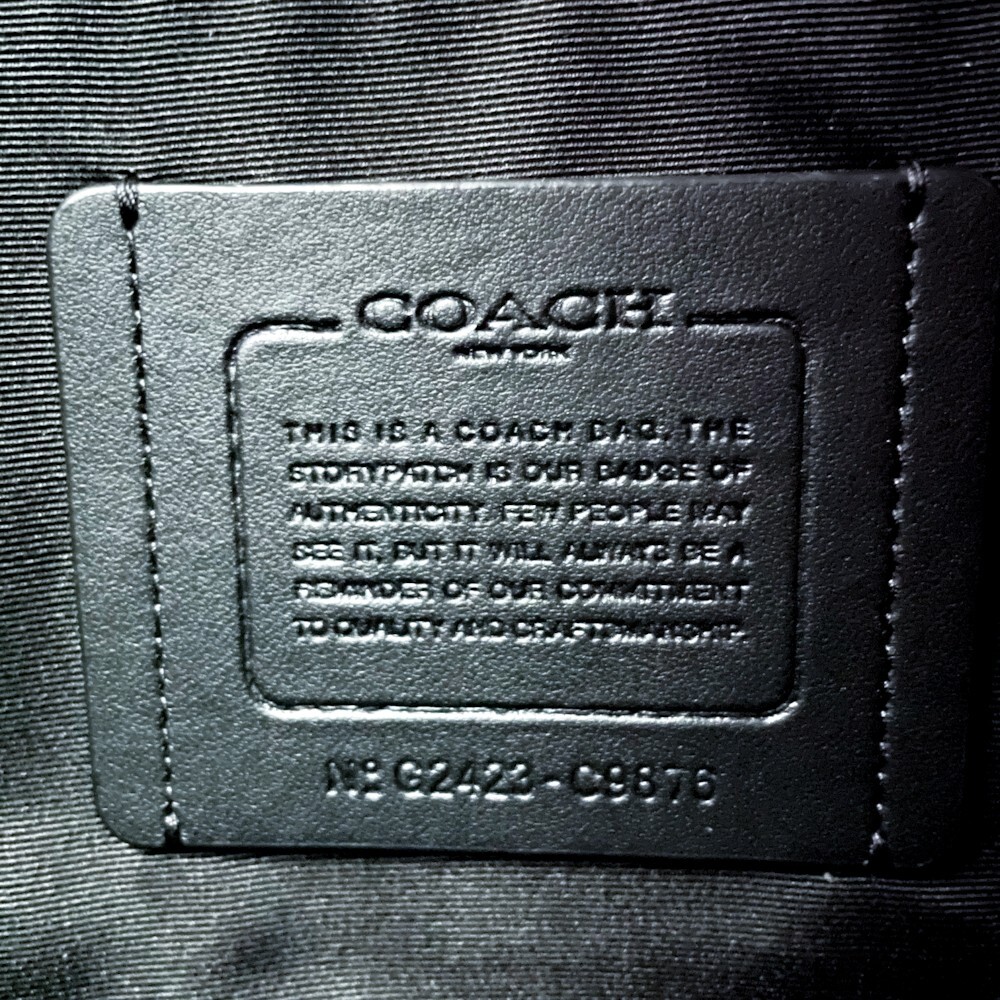 COACH
NEW YORK
THIS IS A COACH BAG. THE
STORYPATCH IS OUR BADGE OF
AUTHENTICITY. FEW PEOPLE MAY
SEE IT, BUT IT WILL ALWAYS BE A
REMINDER OF OUR COMMITMENT
TO QUALITY AND CRAFTSMANSHIP.
Nº G2423-C9876